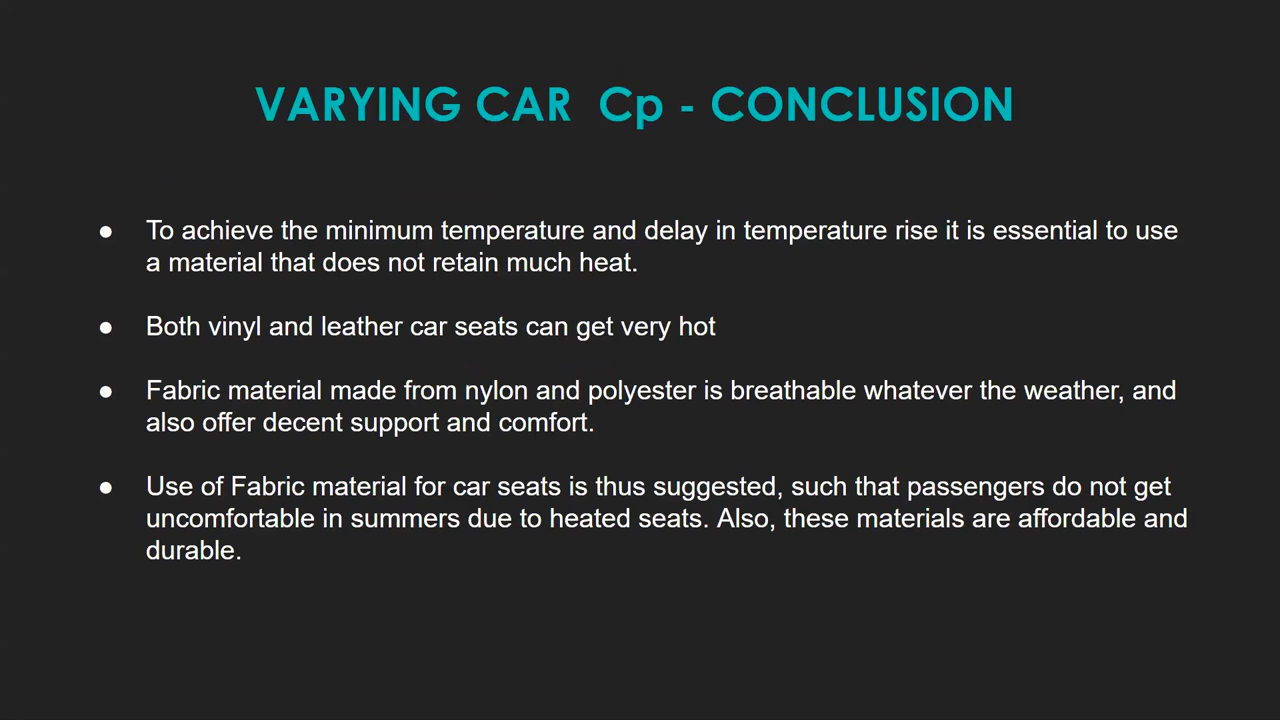 VARYING CAR Cp - CONCLUSION
● To achieve the minimum temperature and delay in temperature rise it is essential to use
a material that does not retain much heat.
● Both vinyl and leather car seats can get very hot
● Fabric material made from nylon and polyester is breathable whatever the weather, and
also offer decent support and comfort.
● Use of Fabric material for car seats is thus suggested, such that passengers do not get
uncomfortable in summers due to heated seats. Also, these materials are affordable and
durable.